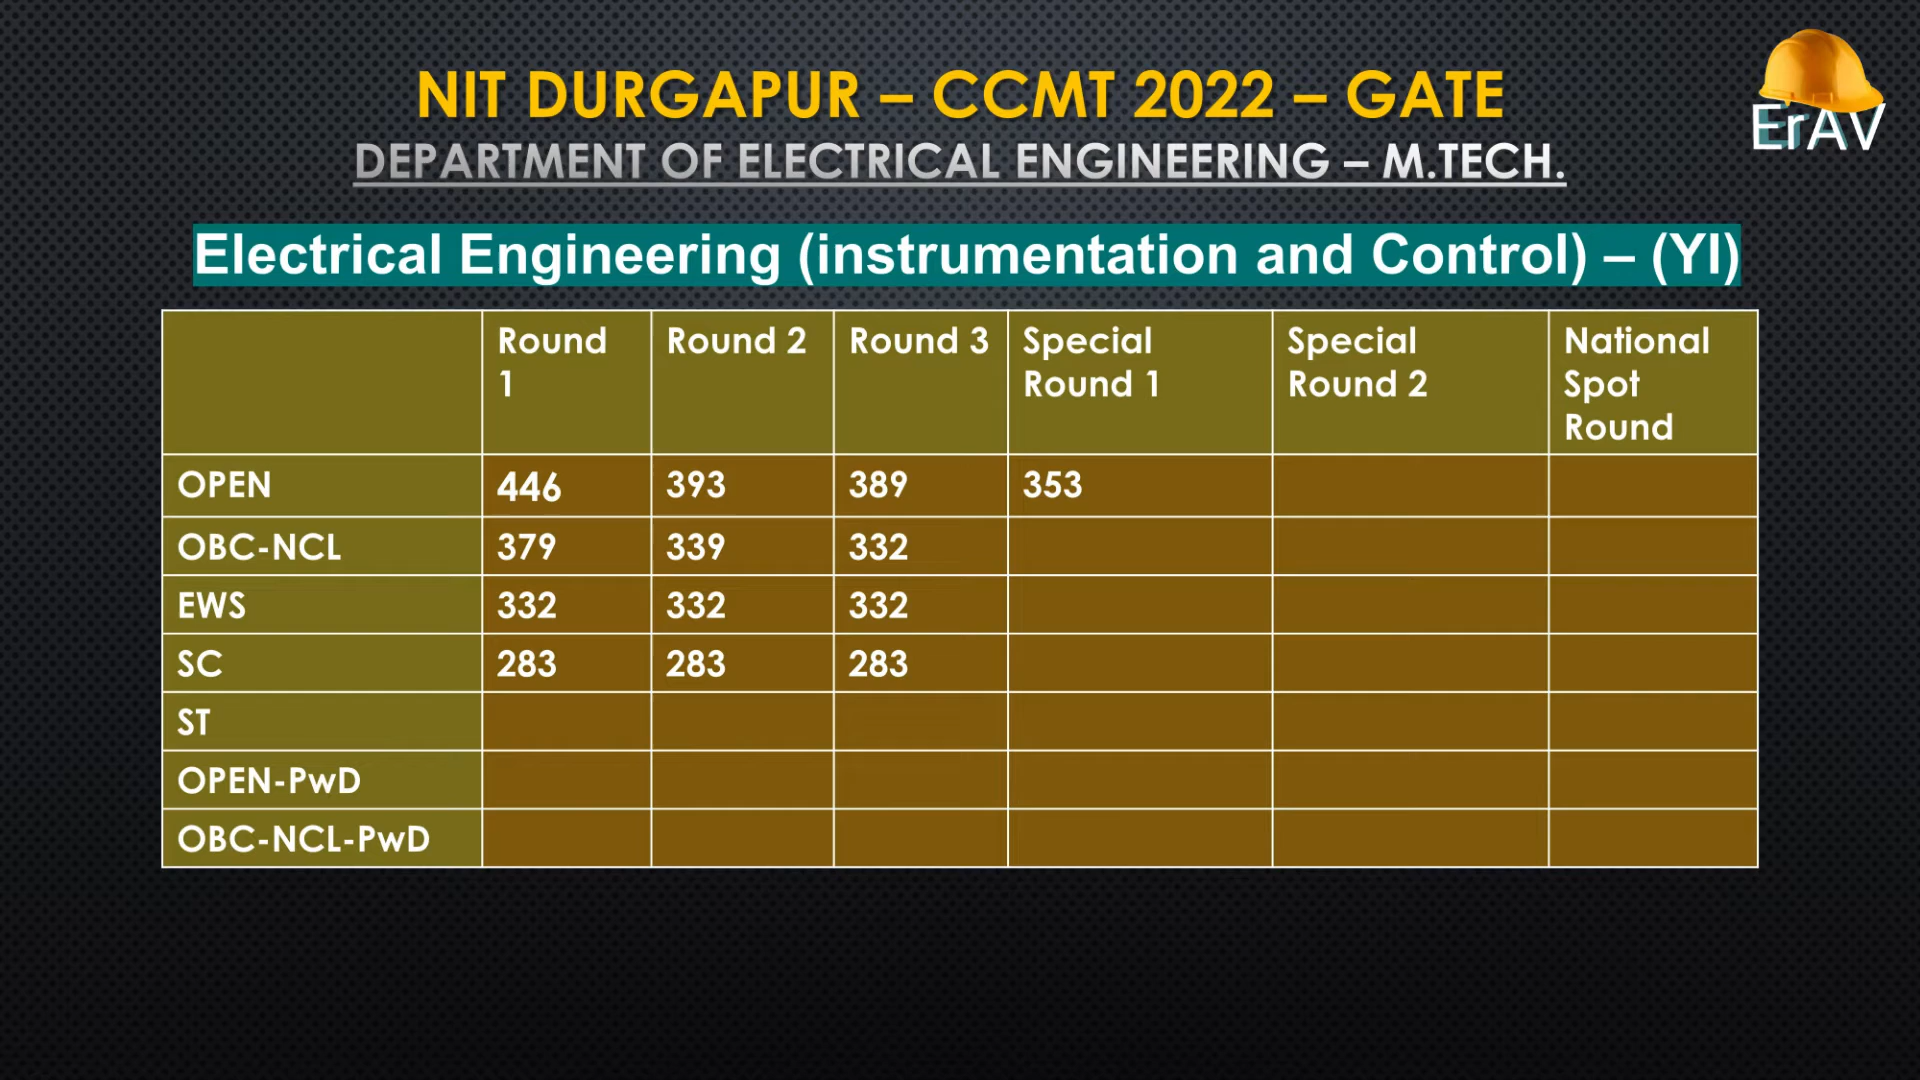 NIT DURGAPUR – CCMT 2022 – GATE
DEPARTMENT OF ELECTRICAL ENGINEERING – M.TECH.
ErAV
Electrical Engineering (instrumentation and Control) – (YI)
Round 1 Round 2 Round 3 Special Round 1 Special Round 2 National Spot Round
OPEN 446 393 389 353
OBC-NCL 379 339 332
EWS 332 332 332
SC 283 283 283
ST
OPEN-PwD
OBC-NCL-PwD